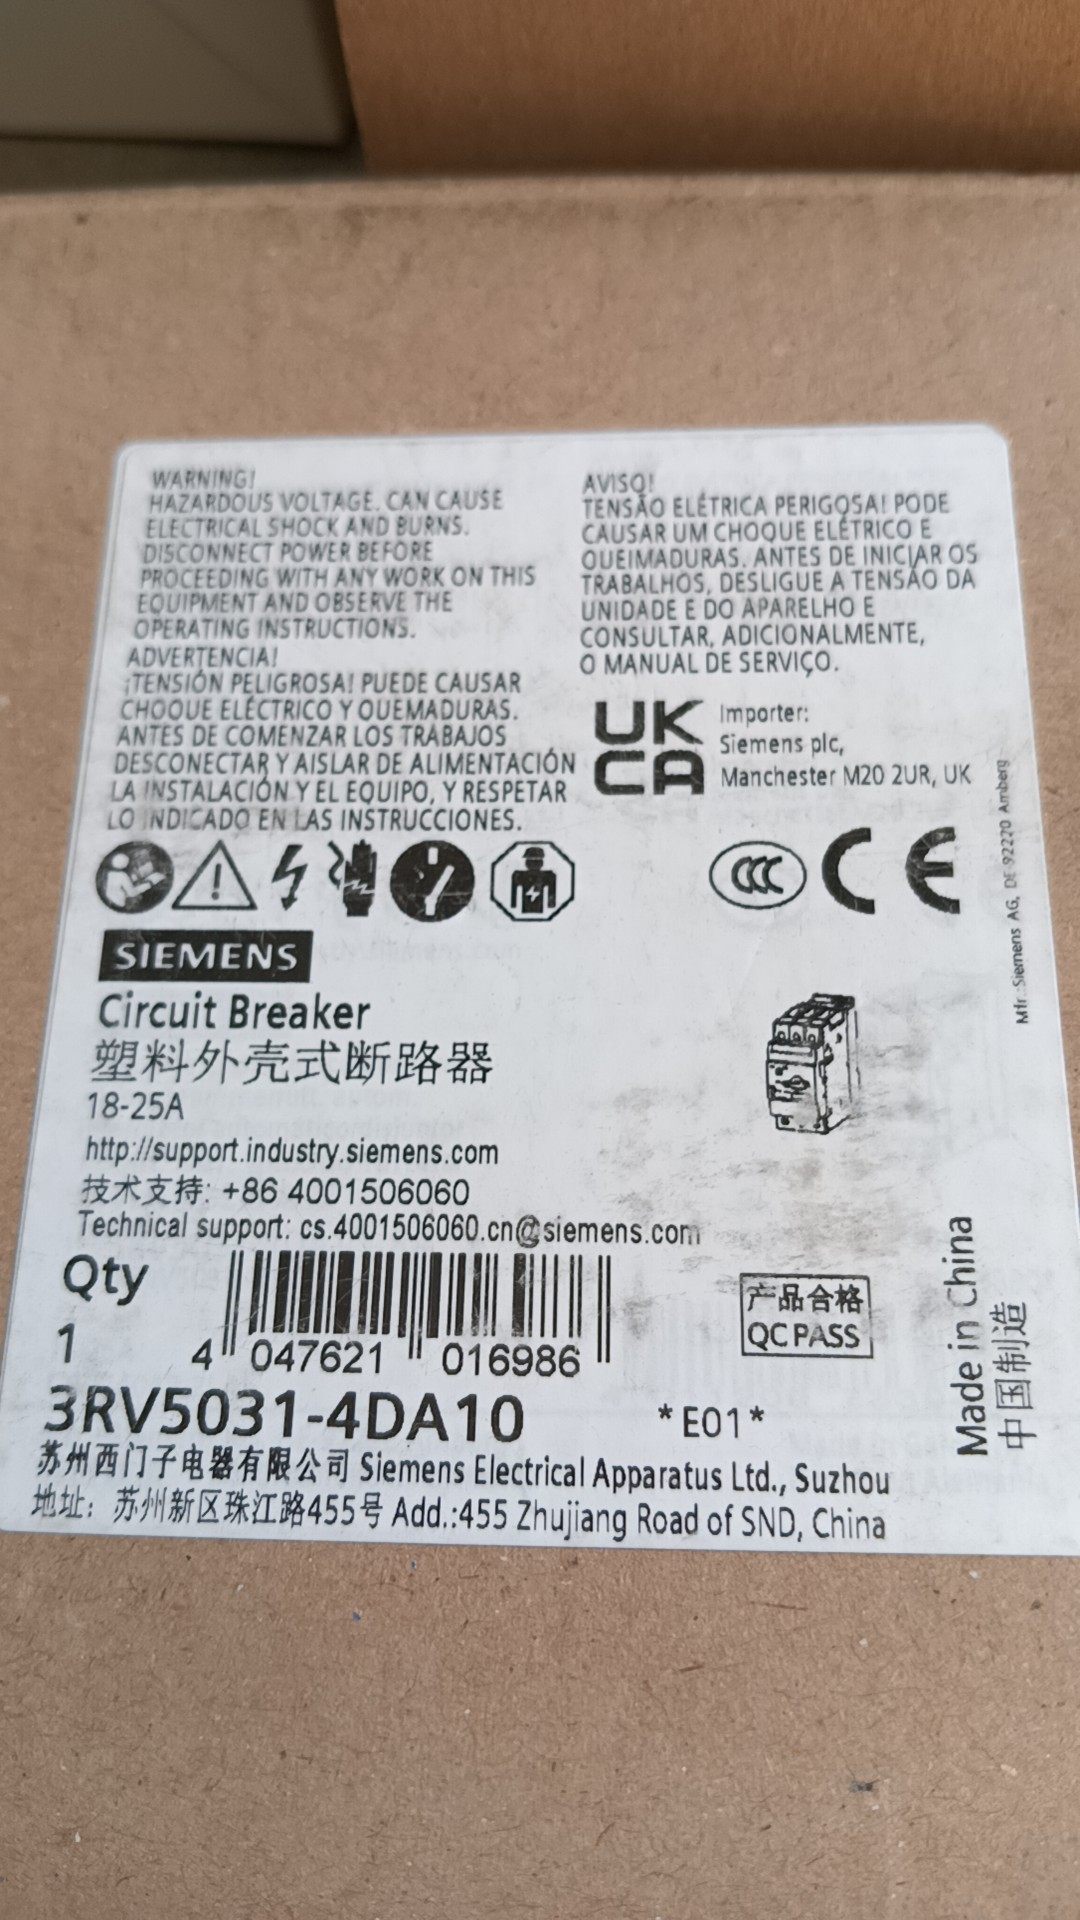 WARNING!
HAZARDOUS VOLTAGE. CAN CAUSE
ELECTRICAL SHOCK AND BURNS.
DISCONNECT POWER BEFORE
PROCEEDING WITH ANY WORK ON THIS
EQUIPMENT AND OBSERVE THE
OPERATING INSTRUCTIONS.
ADVERTENCIA!
¡TENSIÓN PELIGROSA! PUEDE CAUSAR
CHOQUE ELÉCTRICO Y QUEMADURAS.
ANTES DE COMENZAR LOS TRABAJOS
DESCONECTAR Y AISLAR DE ALIMENTACIÓN
LA INSTALACIÓN Y EL EQUIPO, Y RESPETAR
LO INDICADO EN LAS INSTRUCCIONES.
AVISO!
TENSÃO ELÉTRICA PERIGOSA! PODE
CAUSAR UM CHOQUE ELÉTRICO E
QUEIMADURAS. ANTES DE INICIAR OS
TRABALHOS, DESLIGUE A TENSÃO DA
UNIDADE E DO APARELHO E
CONSULTAR, ADICIONALMENTE,
O MANUAL DE SERVIÇO.
UK
CA
Importer:
Siemens plc,
Manchester M20 2UR, UK
Mfr.:Siemens AG, DE-92220 Amberg
CCC
CE
SIEMENS
Circuit Breaker
塑料外壳式断路器
18-25A
http://support.industry.siemens.com
技术支持: +86 4001506060
Technical support: cs.4001506060.cn@siemens.com
Qty
1
4 047621 016986
产品合格
QC PASS
Made in China
中国制造
3RV5031-4DA10
*E01*
苏州西门子电器有限公司 Siemens Electrical Apparatus Ltd., Suzhou
地址：苏州新区珠江路455号 Add.:455 Zhujiang Road of SND, China